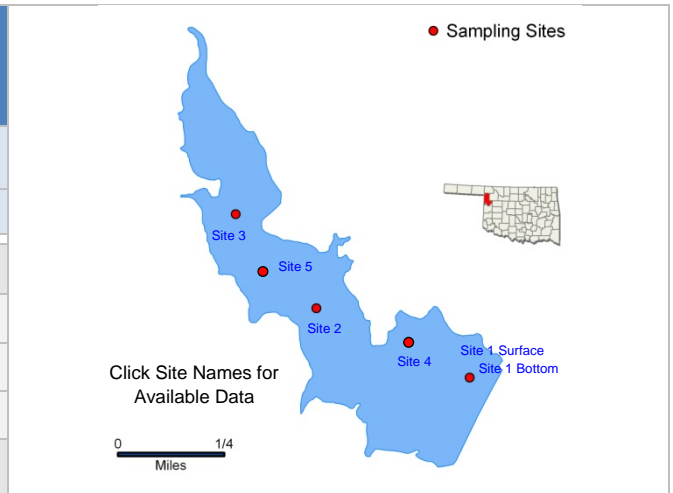 Sampling Sites
Site 3
Site 5
Site 2
Site 4
Site 1 Surface
Site 1 Bottom
Click Site Names for
Available Data
0 1/4
Miles